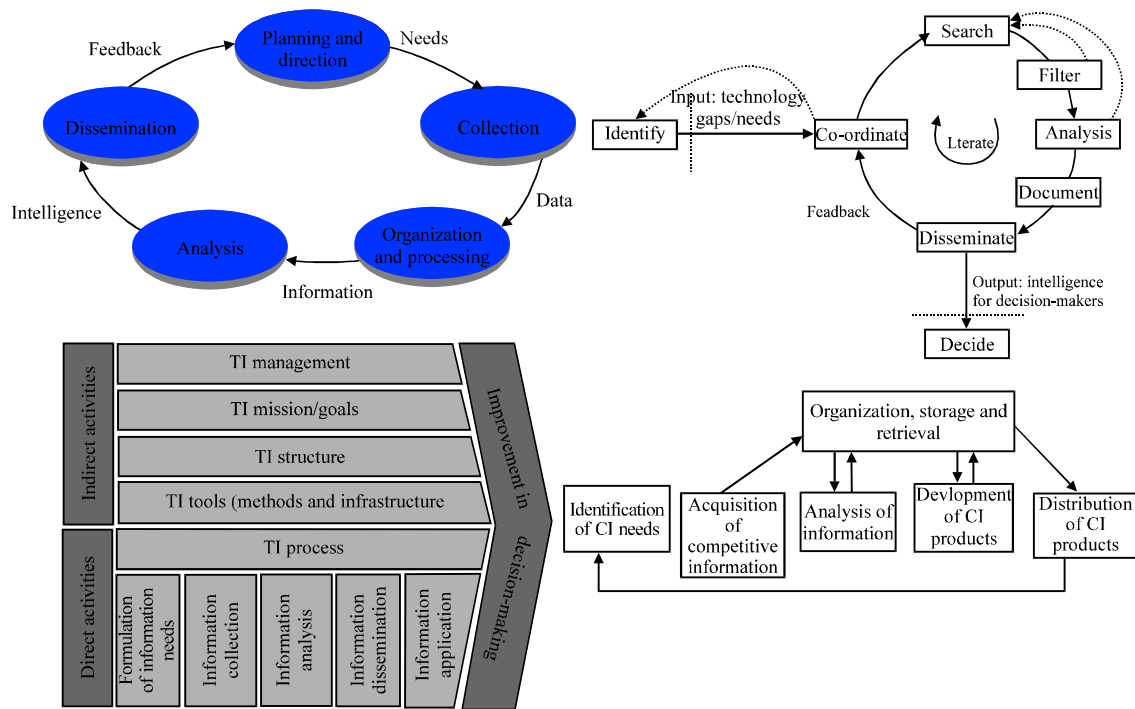 Planning and
direction
Feedback
Needs
Dissemination
Collection
Intelligence
Data
Analysis
Organization
and processing
Information
Search
Filter
Input: technology
gaps/needs
Identify
Co-ordinate
Analysis
Lterate
Document
Feadback
Disseminate
Output: intelligence
for decision-makers
Decide
Indirect activities
TI management
TI mission/goals
TI structure
TI tools (methods and infrastructure
Direct activities
TI process
Formulation
of information
needs
Information
collection
Information
analysis
Information
dissemination
Information
application
Improvement in
decision-making
Organization, storage and
retrieval
Identification
of CI needs
Acquisition
of
competitive
information
Analysis of
information
Devlopment
of CI
products
Distribution
of CI
products